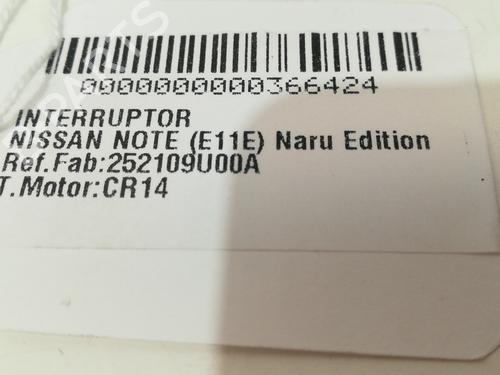 0000000000366424
INTERRUPTOR
NISSAN NOTE (E11E) Naru Edition
Ref.Fab:252109U00A
T.Motor:CR14